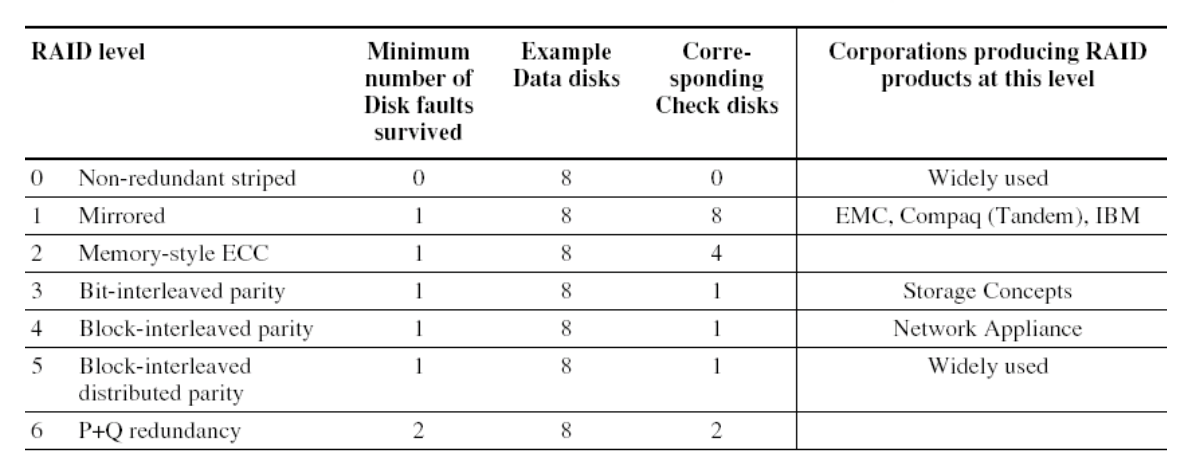 RAID level Minimum number of Disk faults survived Example Data disks Corre-sponding Check disks Corporations producing RAID products at this level
0 Non-redundant striped 0 8 0 Widely used
1 Mirrored 1 8 8 EMC, Compaq (Tandem), IBM
2 Memory-style ECC 1 8 4
3 Bit-interleaved parity 1 8 1 Storage Concepts
4 Block-interleaved parity 1 8 1 Network Appliance
5 Block-interleaved 1 8 1 Widely used
distributed parity
6 P+Q redundancy 2 8 2